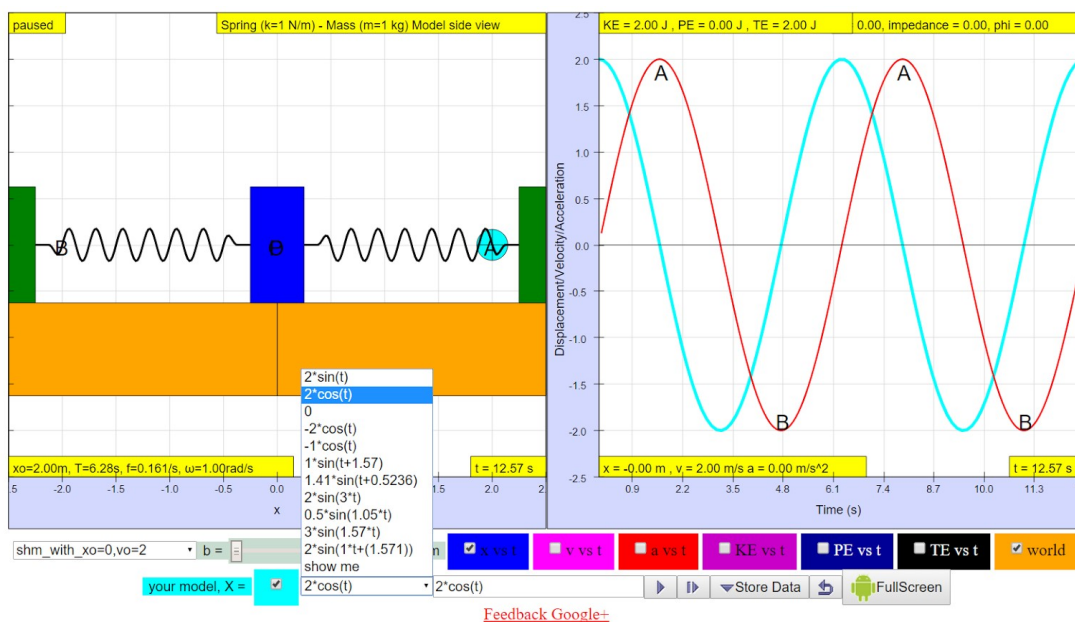 paused
Spring (k=1 N/m) - Mass (m=1 kg) Model side view
KE = 2.00 J , PE = 0.00 J , TE = 2.00 J
0.00, impedance = 0.00, phi = 0.00
B
A
2.0
1.5
1.0
0.5
0.0
-0.5
-1.0
-1.5
-2.0
-2.5
Displacement/Velocity/Acceleration
A
A
B
B
xo=2.00m, T=6.28s, f=0.161/s, ω=1.00rad/s
t = 12.57 s
x = -0.00 m , v = 2.00 m/s a = 0.00 m/s^2
t = 12.57 s
.5 -2.0 -1.5 -1.0 -0.5 0.0 1.5 2.0 2.
x
0.9 2.2 3.5 4.8 6.1 7.4 8.7 10.0 11.3
Time (s)
2*sin(t)
2*cos(t)
0
-2*cos(t)
-1*cos(t)
1*sin(t+1.57)
1.41*sin(t+0.5236)
2*sin(3*t)
0.5*sin(1.05*t)
3*sin(1.57*t)
2*sin(1*t+(1.571))
show me
shm_with_xo=0,vo=2
b =
x vs t
v vs t
a vs t
KE vs t
PE vs t
TE vs t
world
your model, X =
2*cos(t)
2*cos(t)
Store Data
FullScreen
Feedback Google+